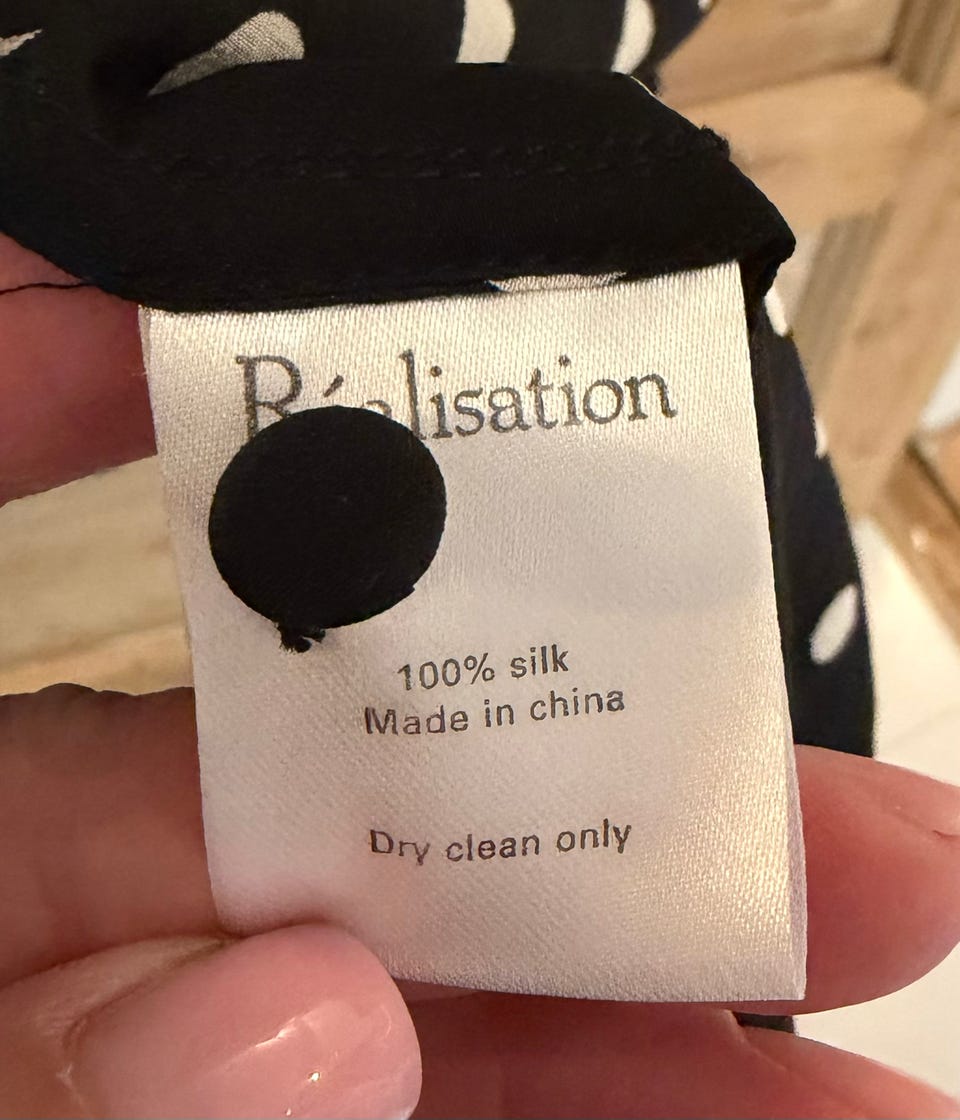 Réalisation
100% silk
Made in china
Dry clean only